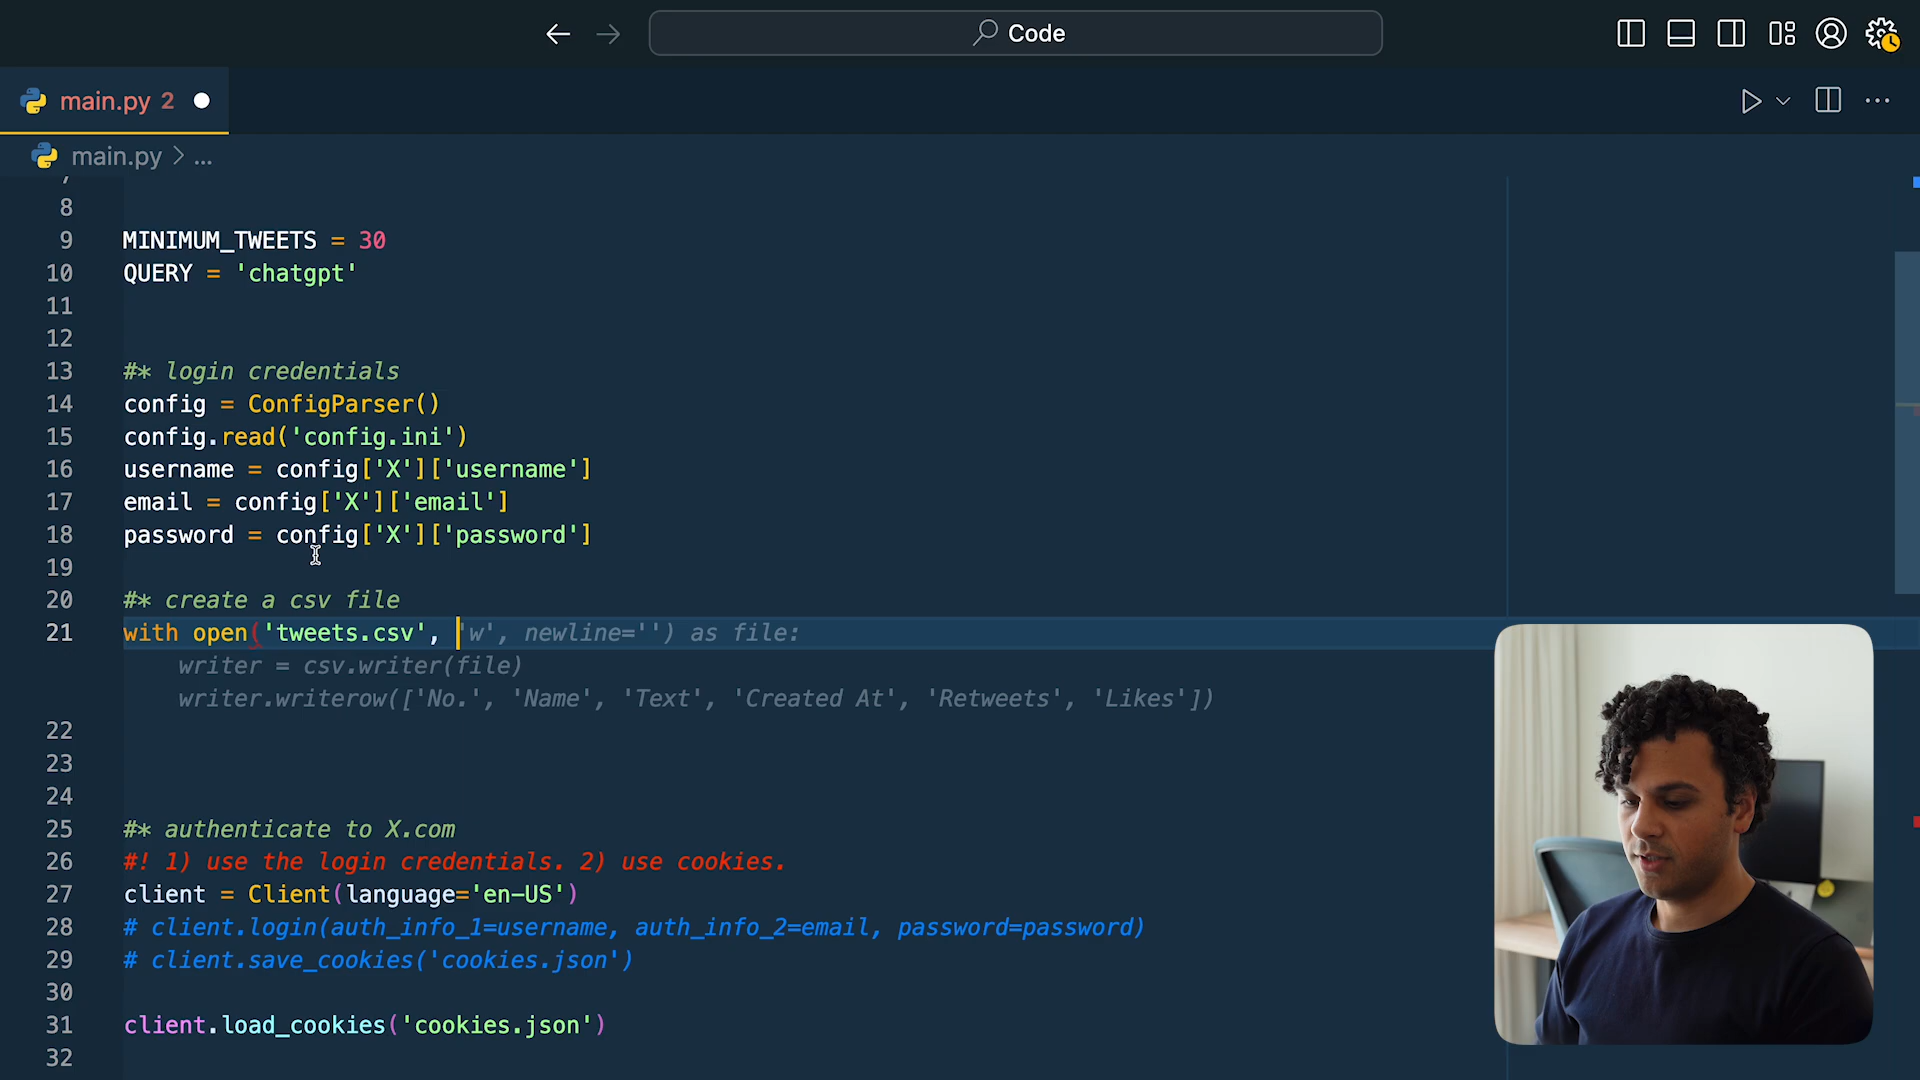 Code
main.py 2
main.py > ...
7
8
9 MINIMUM_TWEETS = 30
10 QUERY = 'chatgpt'
11
12
13 #* login credentials
14 config = ConfigParser()
15 config.read('config.ini')
16 username = config['X']['username']
17 email = config['X']['email']
18 password = config['X']['password']
19
20 #* create a csv file
21 with open('tweets.csv', 'w', newline='') as file:
writer = csv.writer(file)
writer.writerow(['No.', 'Name', 'Text', 'Created At', 'Retweets', 'Likes'])
22
23
24
25 #* authenticate to X.com
26 #! 1) use the login credentials. 2) use cookies.
27 client = Client(language='en-US')
28 # client.login(auth_info_1=username, auth_info_2=email, password=password)
29 # client.save_cookies('cookies.json')
30
31 client.load_cookies('cookies.json')
32